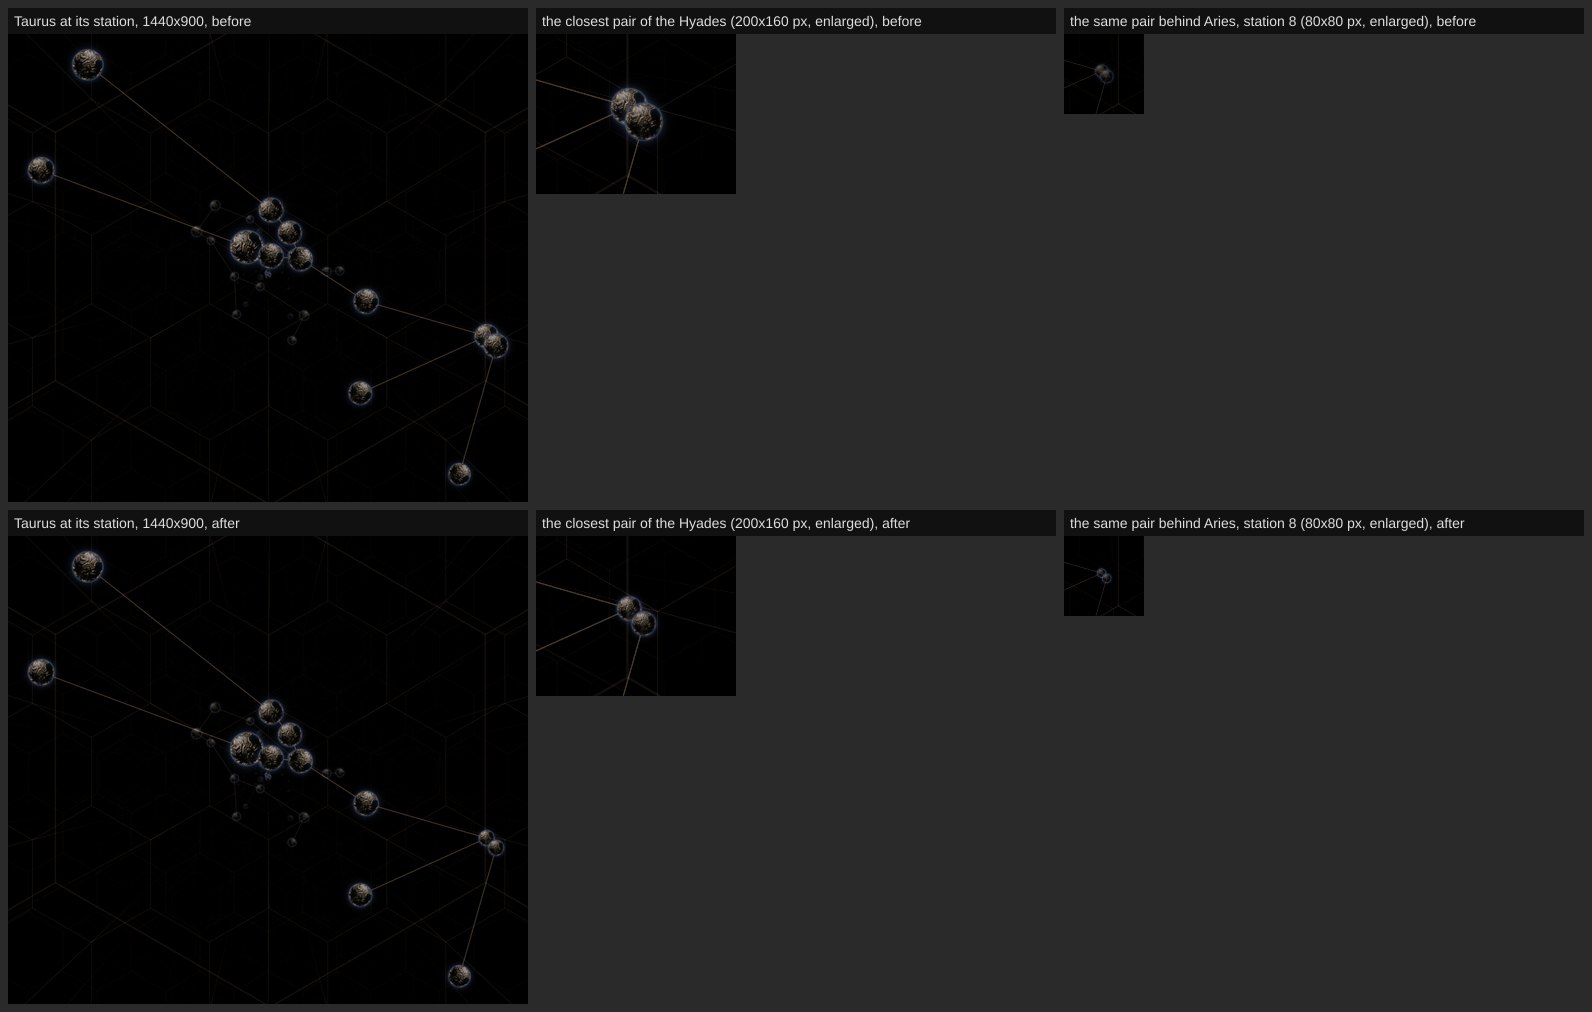 Taurus at its station, 1440x900, before
the closest pair of the Hyades (200x160 px, enlarged), before
the same pair behind Aries, station 8 (80x80 px, enlarged), before
Taurus at its station, 1440x900, after
the closest pair of the Hyades (200x160 px, enlarged), after
the same pair behind Aries, station 8 (80x80 px, enlarged), after